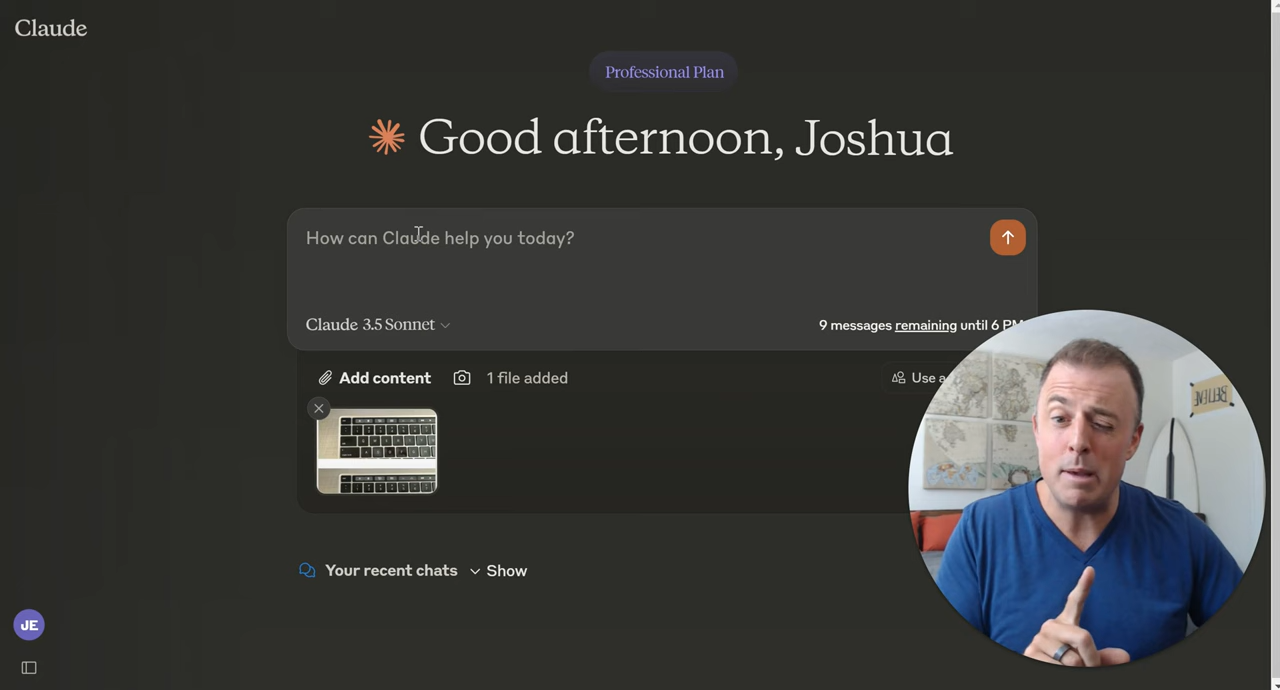 Claude
Professional Plan
Good afternoon, Joshua
How can Claude help you today?
Claude 3.5 Sonnet
9 messages remaining until 6 PM
Add content
1 file added
Use a
BELIEVE
Your recent chats
Show
JE